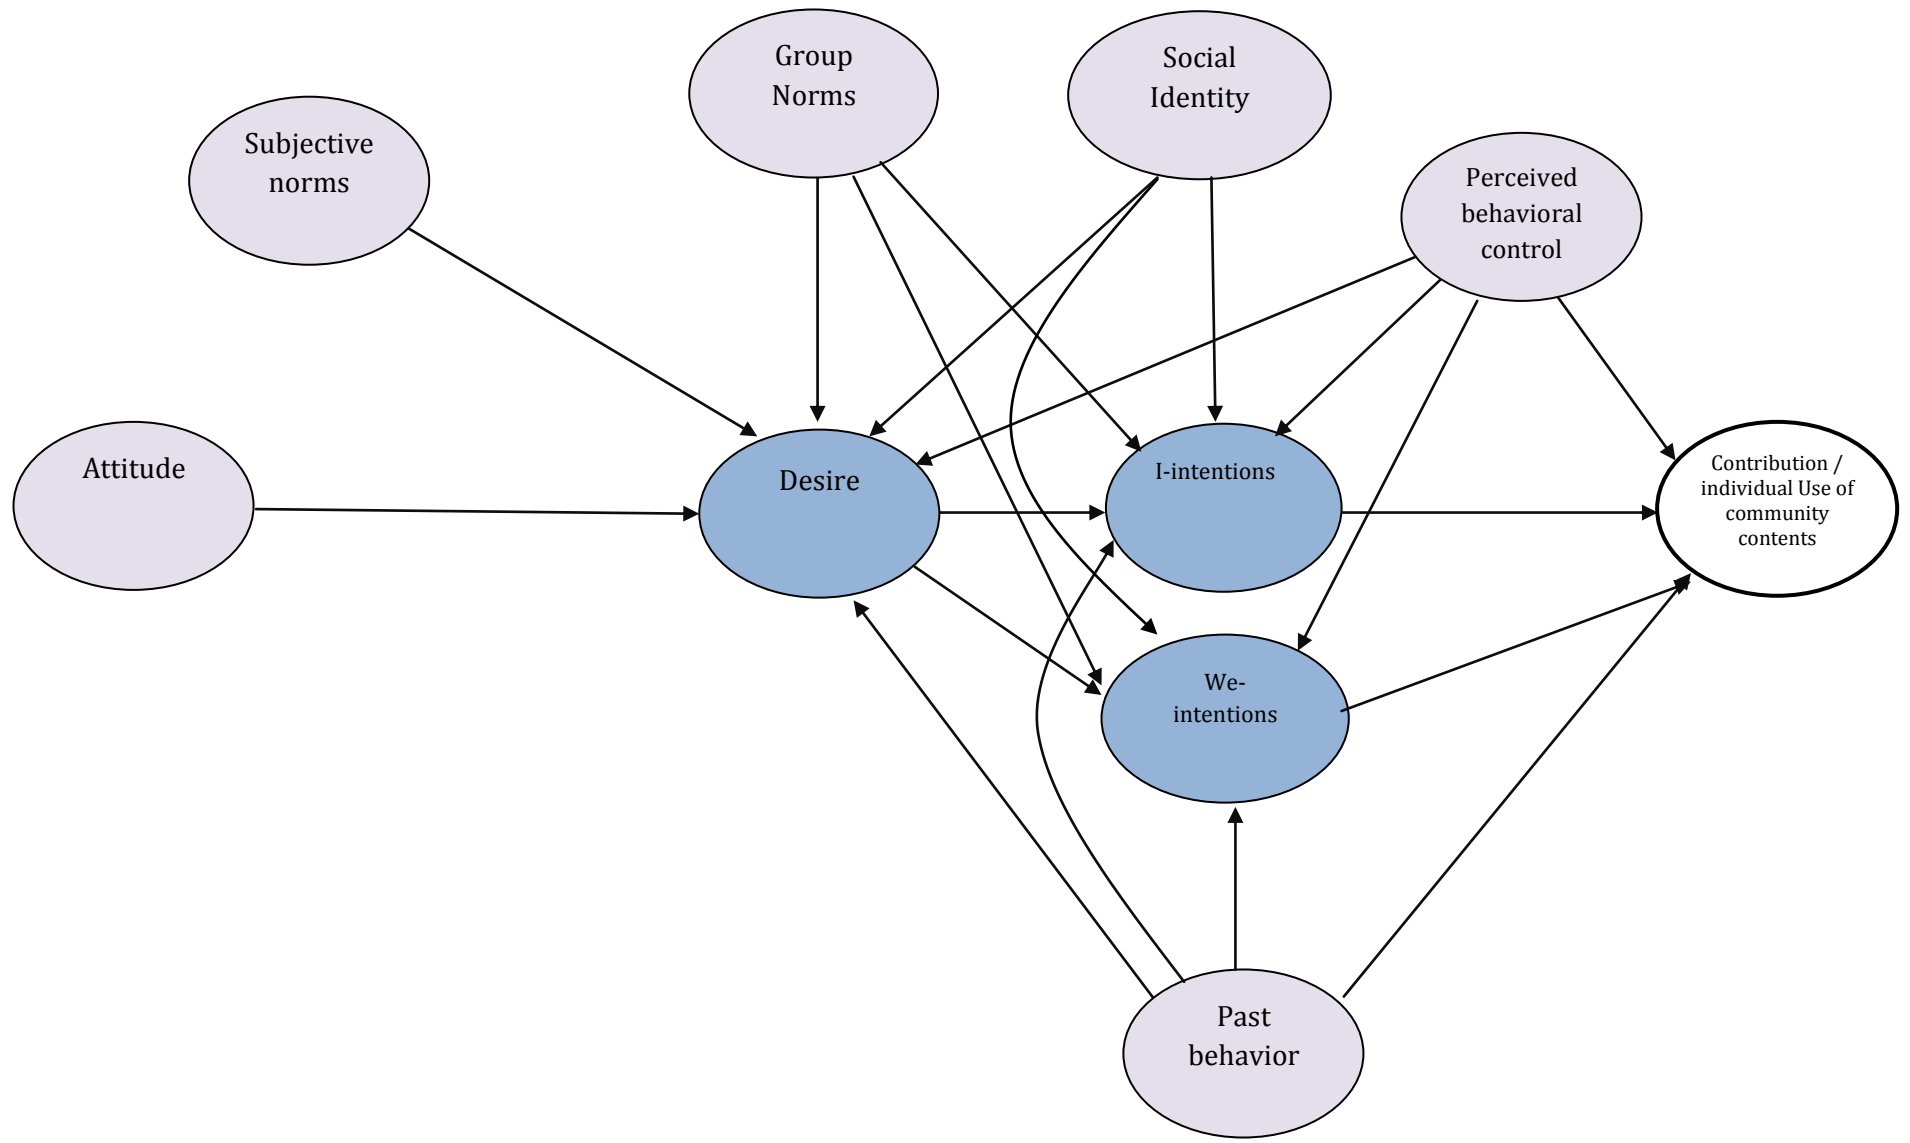 Group
Norms
Social
Identity
Subjective
norms
Perceived
behavioral
control
Attitude
Desire
I-intentions
Contribution /
individual Use of
community
contents
We-
intentions
Past
behavior